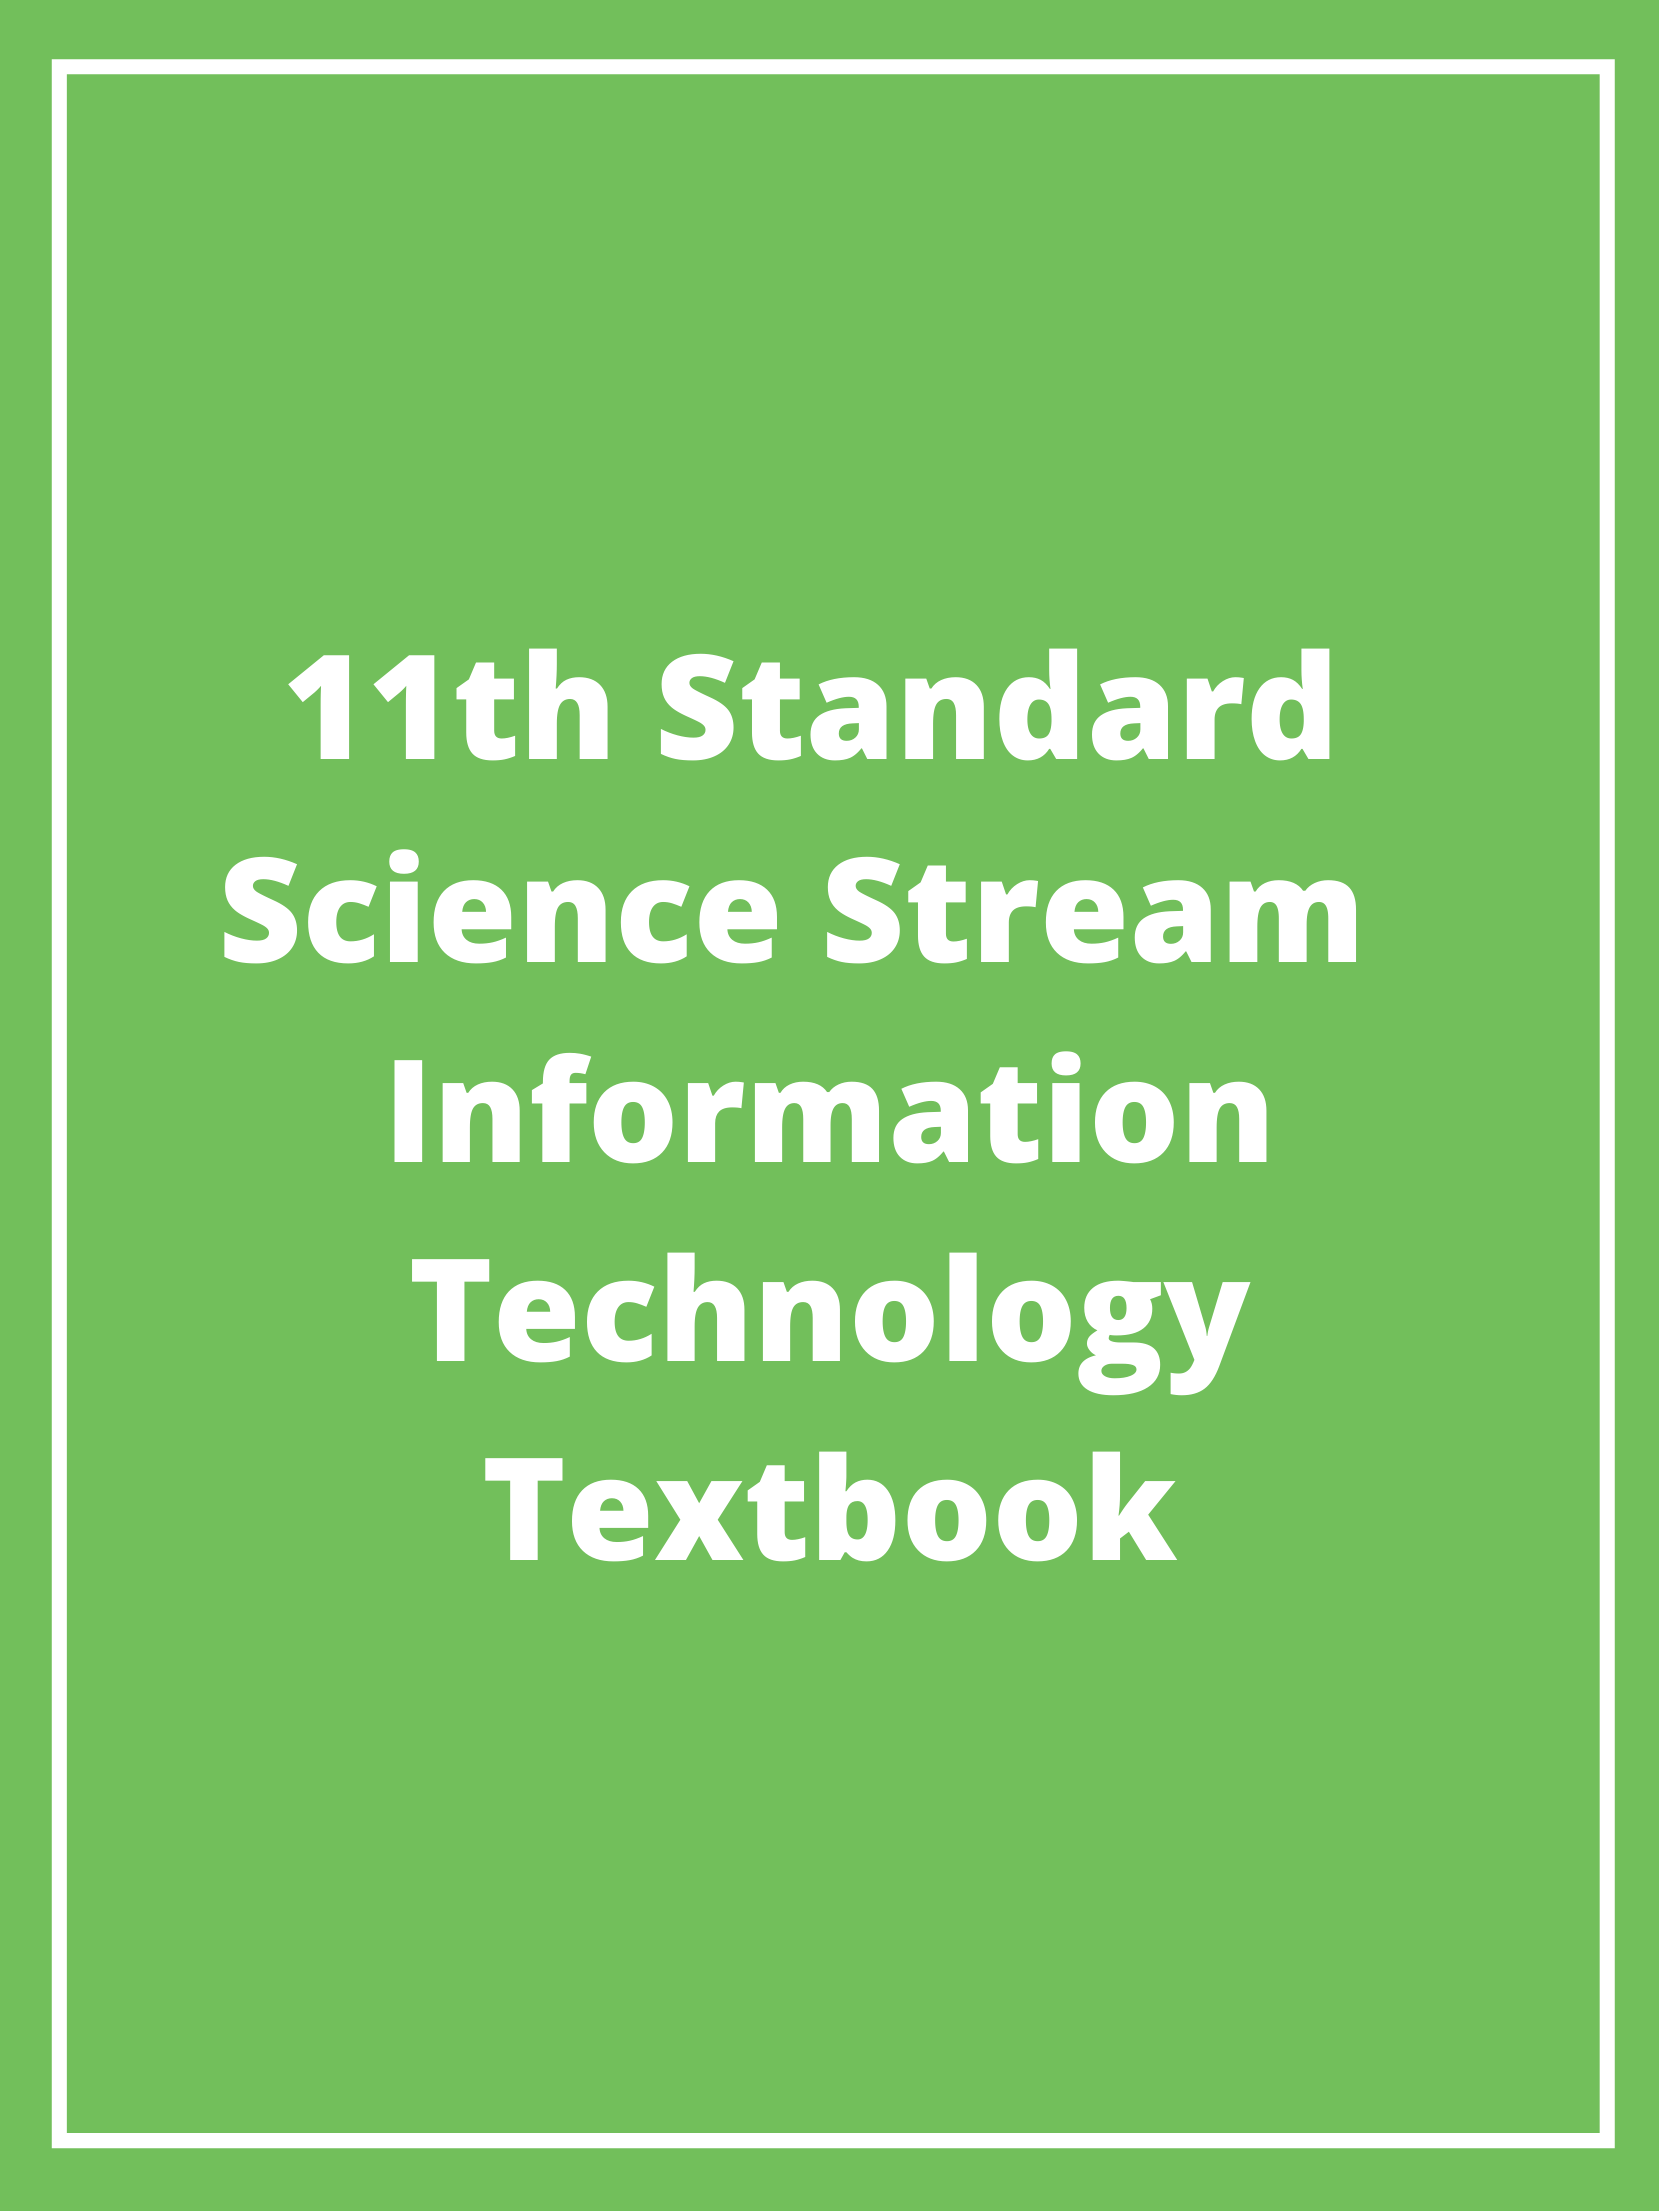 11th Standard
Science Stream
Information
Technology
Textbook